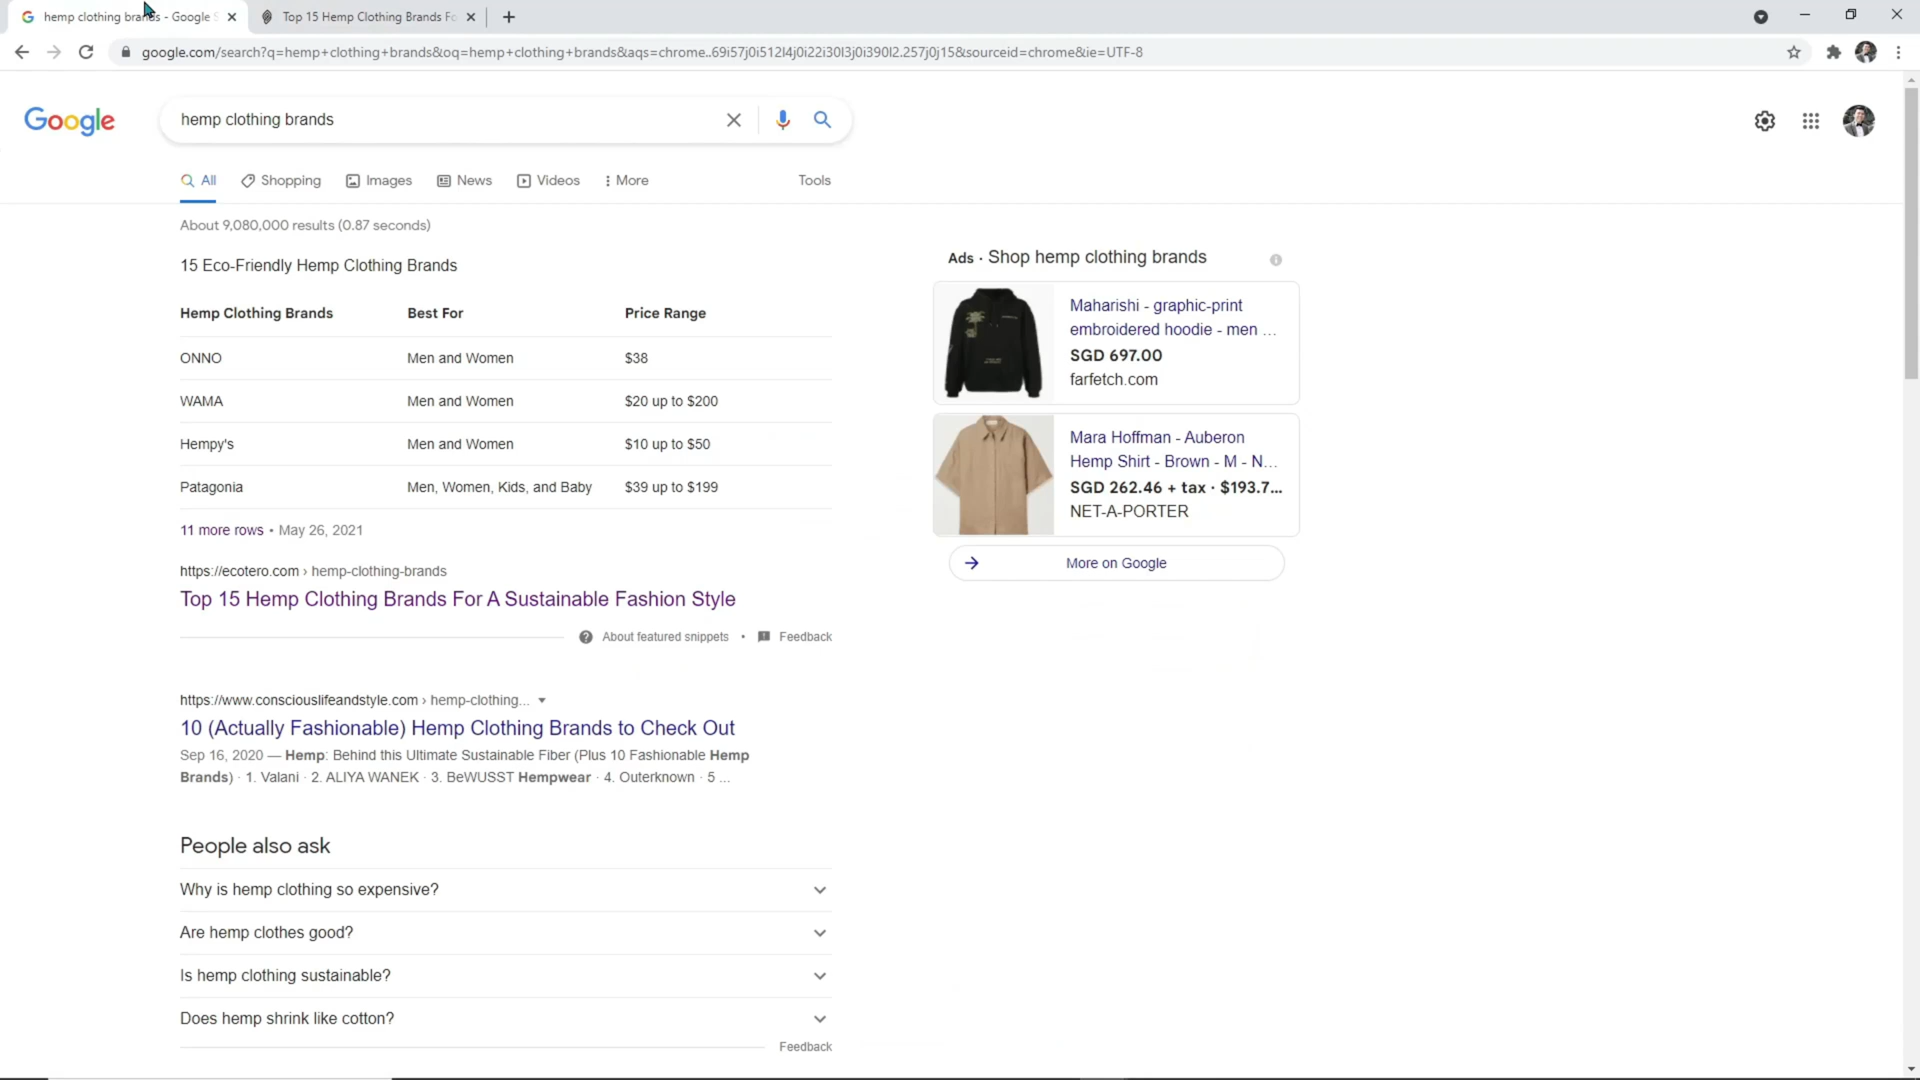 hemp clothing brands - Google S
Top 15 Hemp Clothing Brands Fo
google.com/search?q=hemp+clothing+brands&oq=hemp+clothing+brands&aqs=chrome..69i57j0i512l4j0i22i30l3j0i390l2.257j0j15&sourceid=chrome&ie=UTF-8
Google
hemp clothing brands
All
Shopping
Images
News
Videos
More
Tools
About 9,080,000 results (0.87 seconds)
15 Eco-Friendly Hemp Clothing Brands
Hemp Clothing Brands Best For Price Range
ONNO Men and Women $38
WAMA Men and Women $20 up to $200
Hempy's Men and Women $10 up to $50
Patagonia Men, Women, Kids, and Baby $39 up to $199
11 more rows • May 26, 2021
https://ecotero.com › hemp-clothing-brands
Top 15 Hemp Clothing Brands For A Sustainable Fashion Style
About featured snippets • Feedback
https://www.consciouslifeandstyle.com › hemp-clothing...
10 (Actually Fashionable) Hemp Clothing Brands to Check Out
Sep 16, 2020 — Hemp: Behind this Ultimate Sustainable Fiber (Plus 10 Fashionable Hemp
Brands) · 1. Valani · 2. ALIYA WANEK · 3. BeWUSST Hempwear · 4. Outerknown · 5 ...
People also ask
Why is hemp clothing so expensive?
Are hemp clothes good?
Is hemp clothing sustainable?
Does hemp shrink like cotton?
Feedback
Ads · Shop hemp clothing brands
Maharishi - graphic-print
embroidered hoodie - men ...
SGD 697.00
farfetch.com
Mara Hoffman - Auberon
Hemp Shirt - Brown - M - N...
SGD 262.46 + tax · $193.7...
NET-A-PORTER
More on Google